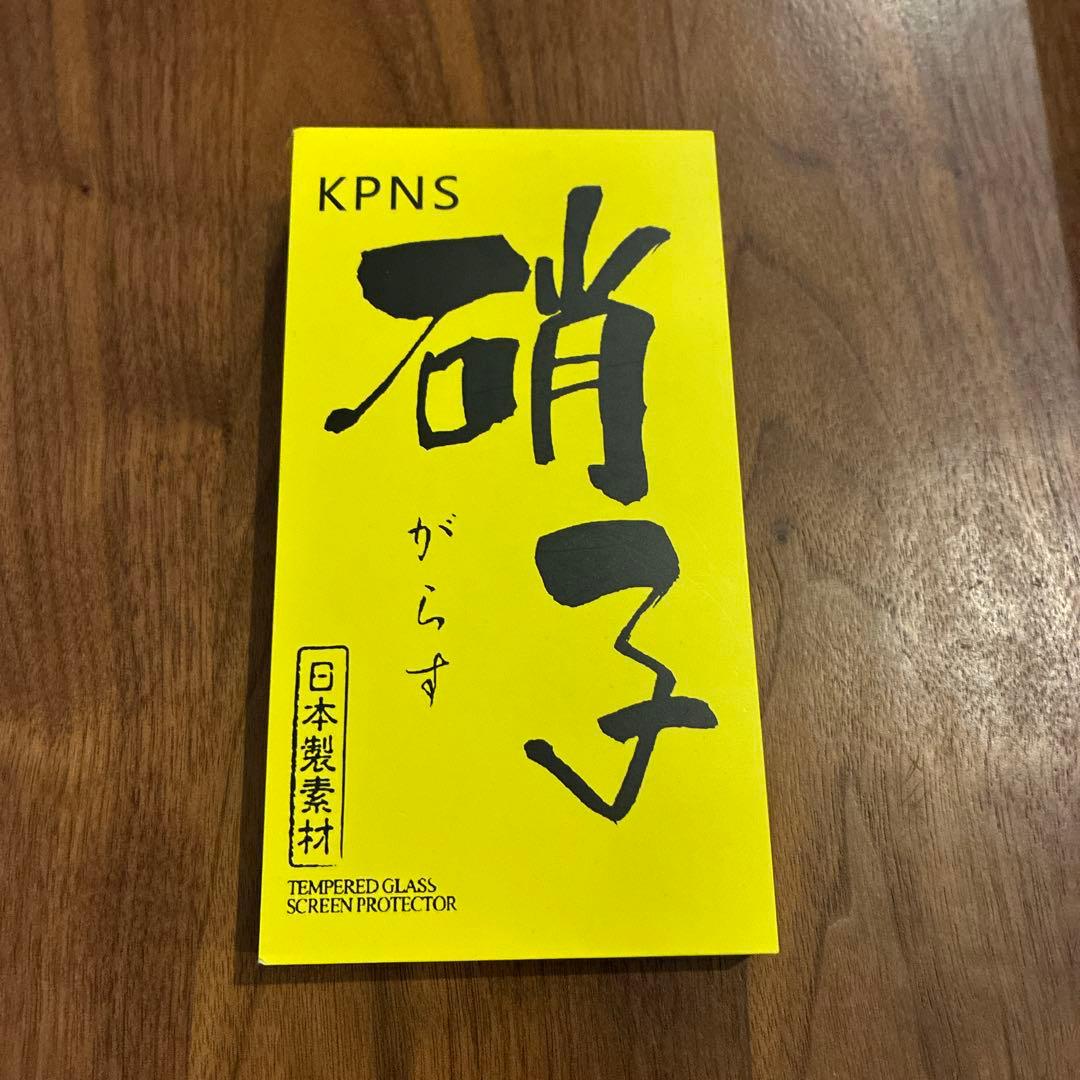 KPNS
硝子
がらす
日本製素材
TEMPERED GLASS
SCREEN PROTECTOR